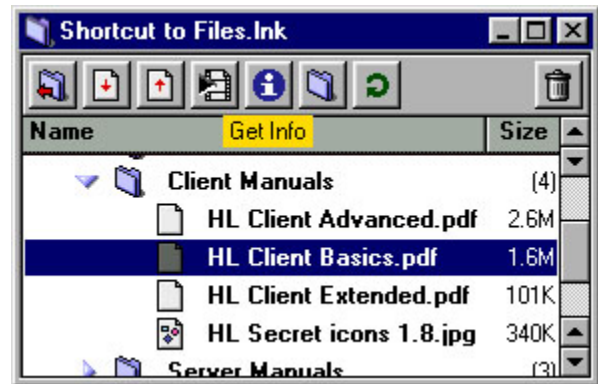 Shortcut to Files.lnk
Name Get Info Size
Client Manuals (4)
HL Client Advanced.pdf 2.6M
HL Client Basics.pdf 1.6M
HL Client Extended.pdf 101K
HL Secret icons 1.8.jpg 340K
Server Manuals (3)